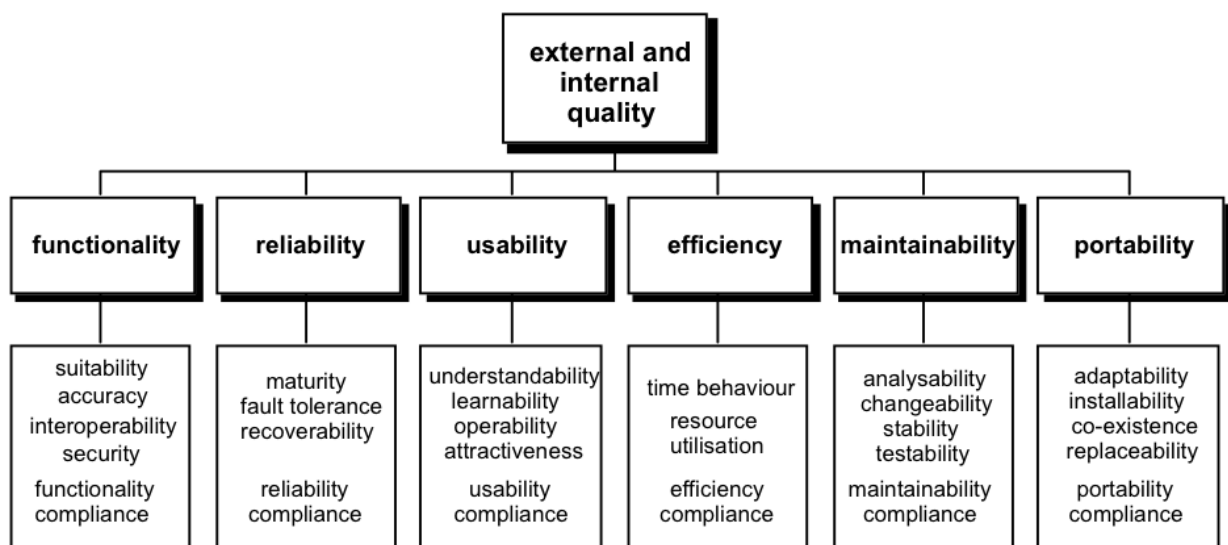 external and
internal
quality
functionality
reliability
usability
efficiency
maintainability
portability
suitability
accuracy
interoperability
security
functionality
compliance
maturity
fault tolerance
recoverability
reliability
compliance
understandability
learnability
operability
attractiveness
usability
compliance
time behaviour
resource
utilisation
efficiency
compliance
analysability
changeability
stability
testability
maintainability
compliance
adaptability
installability
co-existence
replaceability
portability
compliance